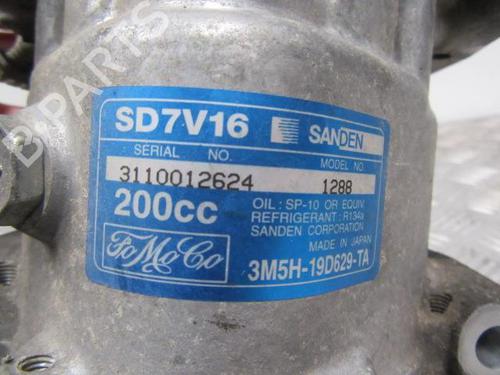 SD7V16 SANDEN
SERIAL NO. MODEL NO.
3110012624 1288
200cc OIL : SP-10 OR EQUIV.
REFRIGERANT : R134a
SANDEN CORPORATION
MADE IN JAPAN
FoMoCo 3M5H-19D629-TA
B-PARTS